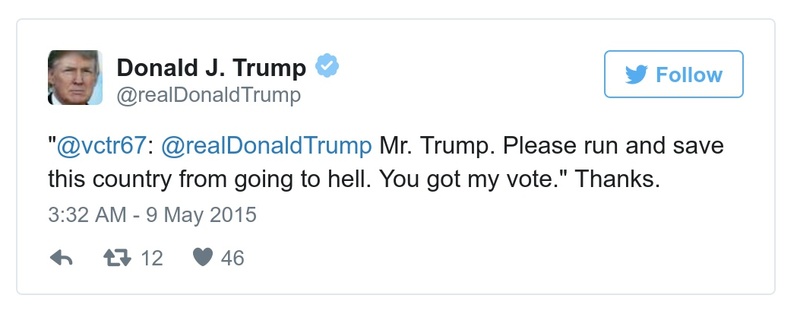 Donald J. Trump
@realDonaldTrump
Follow
"@vctr67: @realDonaldTrump Mr. Trump. Please run and save
this country from going to hell. You got my vote." Thanks.
3:32 AM - 9 May 2015
12 46